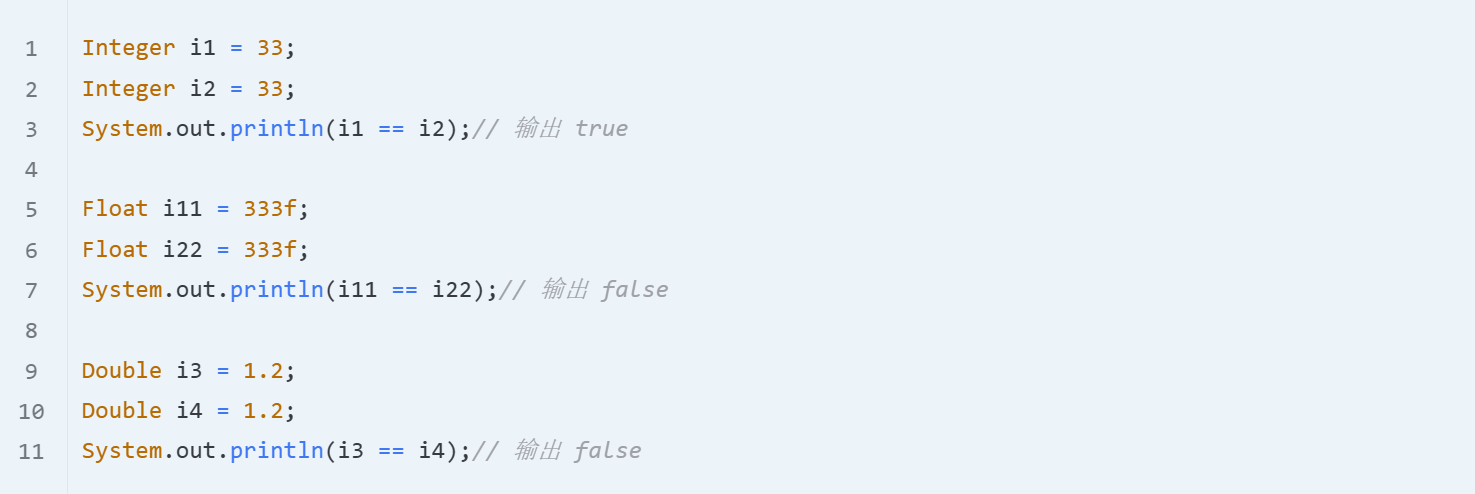 1 Integer i1 = 33;
2 Integer i2 = 33;
3 System.out.println(i1 == i2);// 输出 true
4
5 Float i11 = 333f;
6 Float i22 = 333f;
7 System.out.println(i11 == i22);// 输出 false
8
9 Double i3 = 1.2;
10 Double i4 = 1.2;
11 System.out.println(i3 == i4);// 输出 false